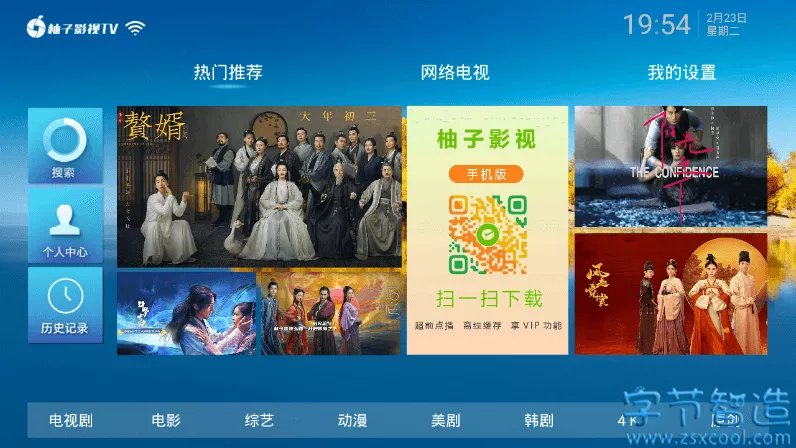 柚子影视TV
19:54
2月23日
星期二
热门推荐
网络电视
我的设置
搜索
个人中心
历史记录
大年初三
赘婿
柚子影视
手机版
扫一扫下载
超前点播 离线缓存 享VIP功能
THE CONFIDENCE
电视剧
电影
综艺
动漫
美剧
韩剧
4K
原创
字节智造
www.zsxcool.com